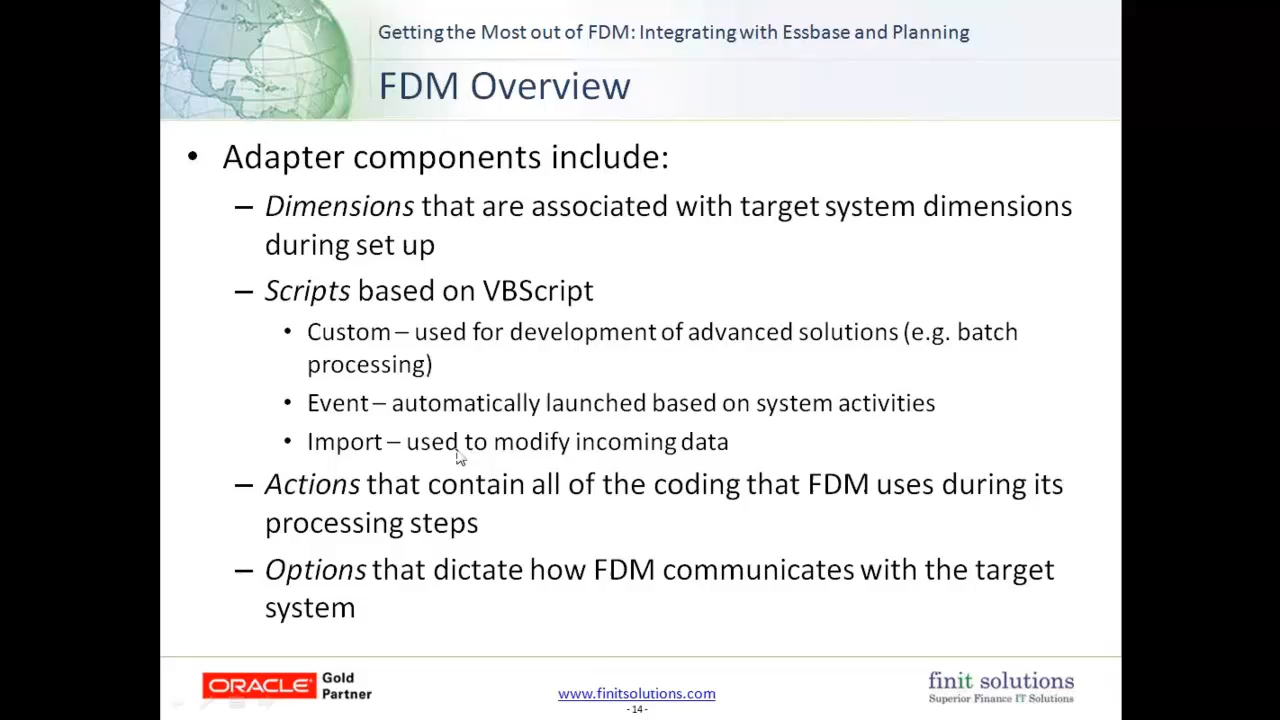 Getting the Most out of FDM: Integrating with Essbase and Planning
FDM Overview
• Adapter components include:
– Dimensions that are associated with target system dimensions
during set up
– Scripts based on VBScript
• Custom – used for development of advanced solutions (e.g. batch
processing)
• Event – automatically launched based on system activities
• Import – used to modify incoming data
– Actions that contain all of the coding that FDM uses during its
processing steps
– Options that dictate how FDM communicates with the target
system
ORACLE Gold
Partner
www.finitsolutions.com
- 14 -
finit solutions
Superior Finance IT Solutions